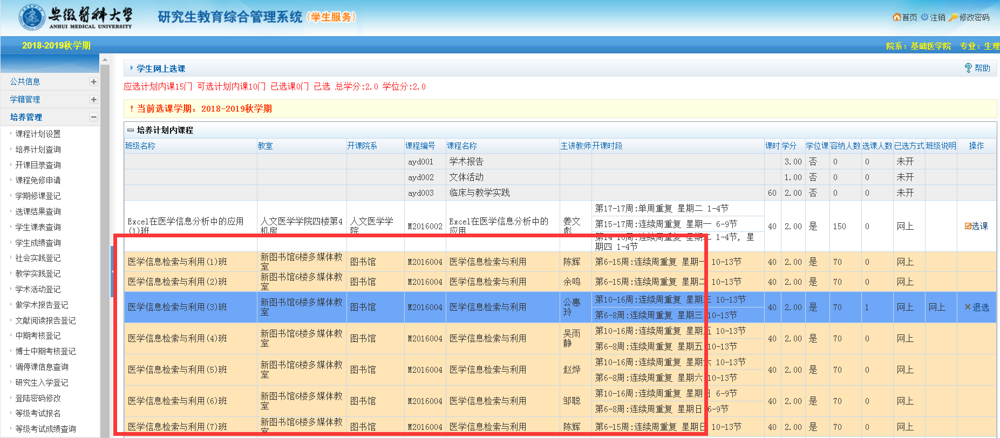 安徽医科大学
ANHUI MEDICAL UNIVERSITY
研究生教育综合管理系统(学生服务)
首页 注销 修改密码
2018-2019秋学期
院系：基础医学院 专业：生理
公共信息
学籍管理
培养管理
课程计划设置
培养计划查询
开课目录查询
课程免修申请
学期修课登记
选课结果查询
学生课表查询
学生成绩查询
社会实践登记
教学实践登记
学术活动登记
做学术报告登记
文献阅读报告登记
中期考核登记
博士中期考核登记
调停课信息查询
研究生入学登记
登陆密码修改
等级考试报名
等级考试成绩查询
学生网上选课
帮助
应选计划内课15门 可选计划内课10门 已选课0门 已选 总学分:2.0 学位分:2.0
! 当前选课学期: 2018-2019秋学期
培养计划内课程
班级名称 教室 开课院系 课程编号 课程名称 主讲教师 开课时段 课时 学分 学位课 容纳人数 选课人数 已选方式 班级说明 操作
ayd001 学术报告 3.00 否 0 0 未开
ayd002 文体活动 1.00 否 0 0 未开
ayd003 临床与教学实践 60 2.00 否 0 0 未开
Excel在医学信息分析中的应用
(1)班
人文医学学院四楼第4
机房
人文医学学
院
M2016002
Excel在医学信息分析中的
应用
姜文
彪
第17-17周:单周重复 星期二 1-4节
第15-17周:连续周重复 星期一 6-9节
第14-16周:连续周重复 星期二 1-4节, 星
期四 1-4节
40 2.00 是 150 0 网上 选课
医学信息检索与利用(1)班
新图书馆6楼多媒体教
室
图书馆 M2016004 医学信息检索与利用 陈辉 第6-15周:连续周重复 星期一 10-13节 40 2.00 是 70 0 网上
医学信息检索与利用(2)班
新图书馆6楼多媒体教
室
图书馆 M2016004 医学信息检索与利用 余鸣 第6-15周:连续周重复 星期二 10-13节 40 2.00 是 70 0 网上
医学信息检索与利用(3)班
新图书馆6楼多媒体教
室
图书馆 M2016004 医学信息检索与利用
公惠
玲
第10-16周:连续周重复 星期三 10-13节
第6-8周:连续周重复 星期三 10-13节
40 2.00 是 70 1 网上 网上 退选
医学信息检索与利用(4)班
新图书馆6楼多媒体教
室
图书馆 M2016004 医学信息检索与利用
吴雨
静
第10-16周:连续周重复 星期五 10-13节
第6-8周:连续周重复 星期五 10-13节
40 2.00 是 70 0 网上
医学信息检索与利用(5)班
新图书馆6楼多媒体教
室
图书馆 M2016004 医学信息检索与利用 赵烨
第10-16周:连续周重复 星期六 10-13节
第6-8周:连续周重复 星期六 10-13节
40 2.00 是 70 0 网上
医学信息检索与利用(6)班
新图书馆6楼多媒体教
室
图书馆 M2016004 医学信息检索与利用 邹聪
第10-16周:连续周重复 星期日 6-9节
第6-8周:连续周重复 星期日 6-9节
40 2.00 是 70 0 网上
医学信息检索与利用(7)班
新图书馆6楼多媒体教
室
图书馆 M2016004 医学信息检索与利用 陈辉 第6-15周:连续周重复 星期日 10-13节 40 2.00 是 70 0 网上